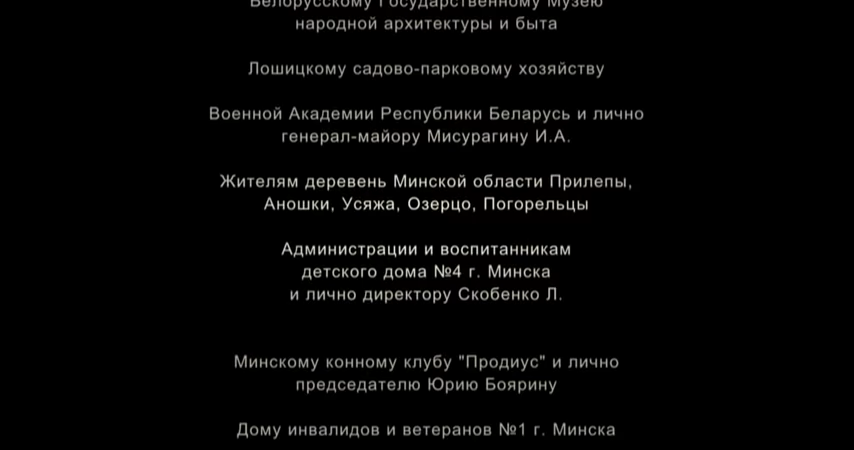 Белорусскому Государственному Музею
народной архитектуры и быта
Лошицкому садово-парковому хозяйству
Военной Академии Республики Беларусь и лично
генерал-майору Мисурагину И.А.
Жителям деревень Минской области Прилепы,
Аношки, Усяжа, Озерцо, Погорельцы
Администрации и воспитанникам
детского дома №4 г. Минска
и лично директору Скобенко Л.
Минскому конному клубу "Продиус" и лично
председателю Юрию Боярину
Дому инвалидов и ветеранов №1 г. Минска